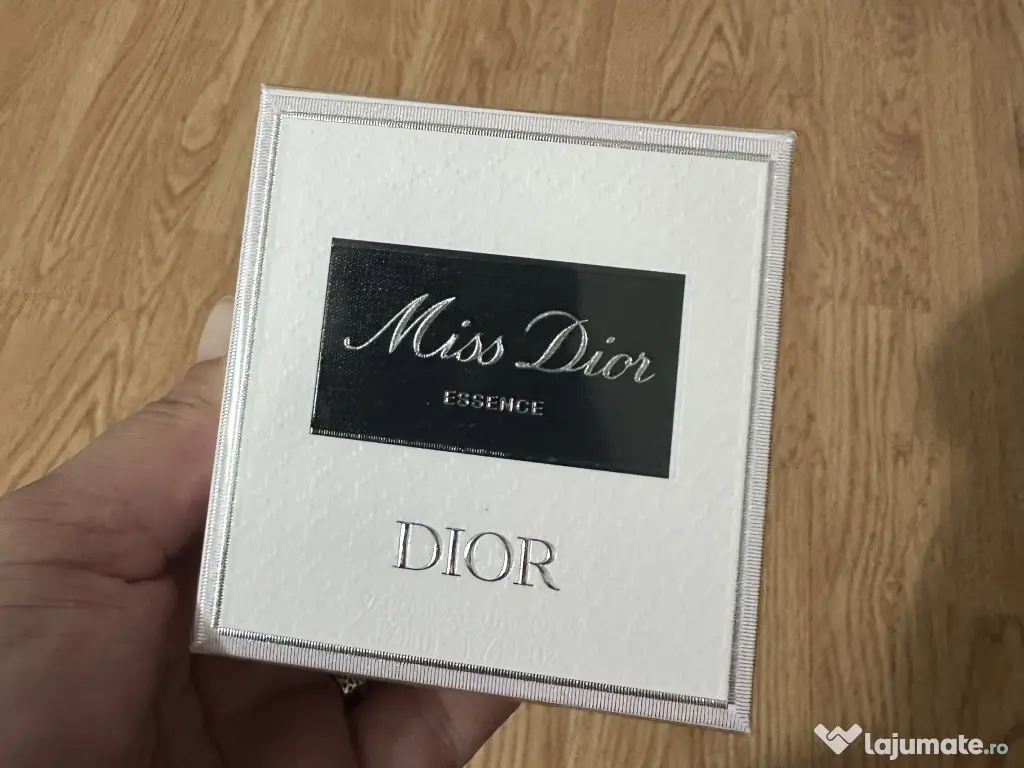 Miss Dior
ESSENCE
DIOR
lajumate.ro